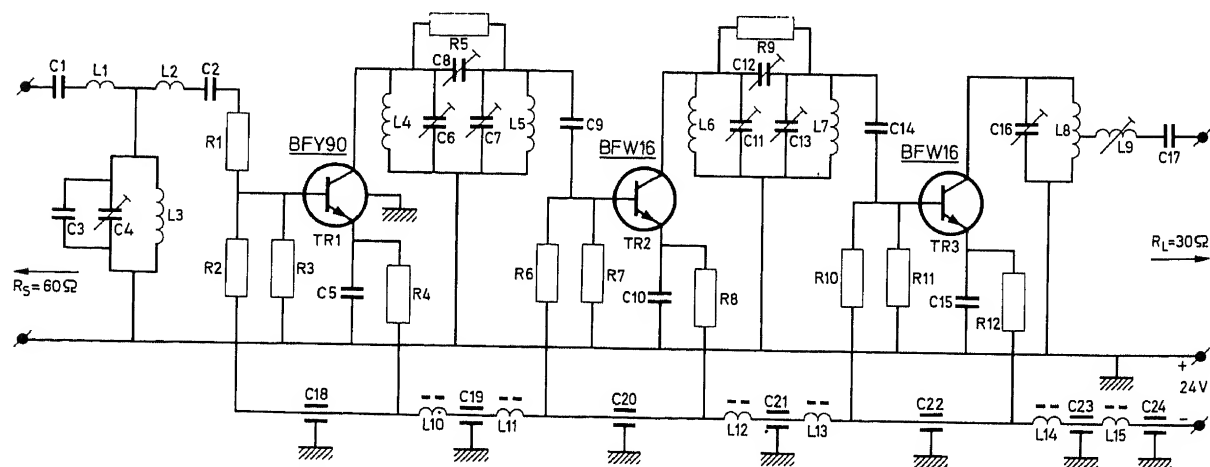 R5
R9
C8
C12
C1
L1
L2
C2
L4
C6
C7
L5
C9
L6
C11
C13
L7
C14
C16
L8
L9
C17
R1
BFY90
BFW16
BFW16
C3
C4
L3
TR1
TR2
TR3
RS=60Ω
RL=30Ω
R2
R3
C5
R4
R6
R7
C10
R8
R10
R11
C15
R12
+
24V
-
C18
L10
C19
L11
C20
L12
C21
L13
C22
L14
C23
L15
C24